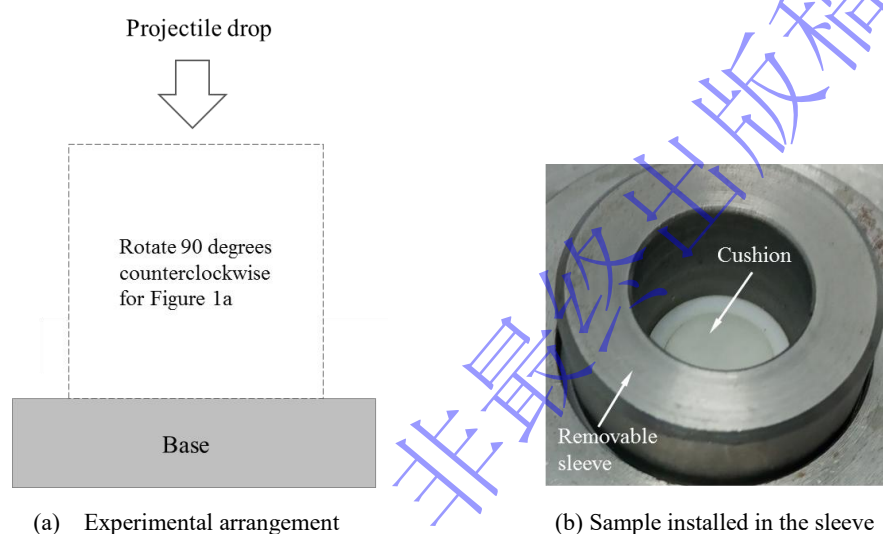 Projectile drop
Rotate 90 degrees
counterclockwise
for Figure 1a
Base
(a) Experimental arrangement
Cushion
Removable
sleeve
(b) Sample installed in the sleeve
非最终出版稿